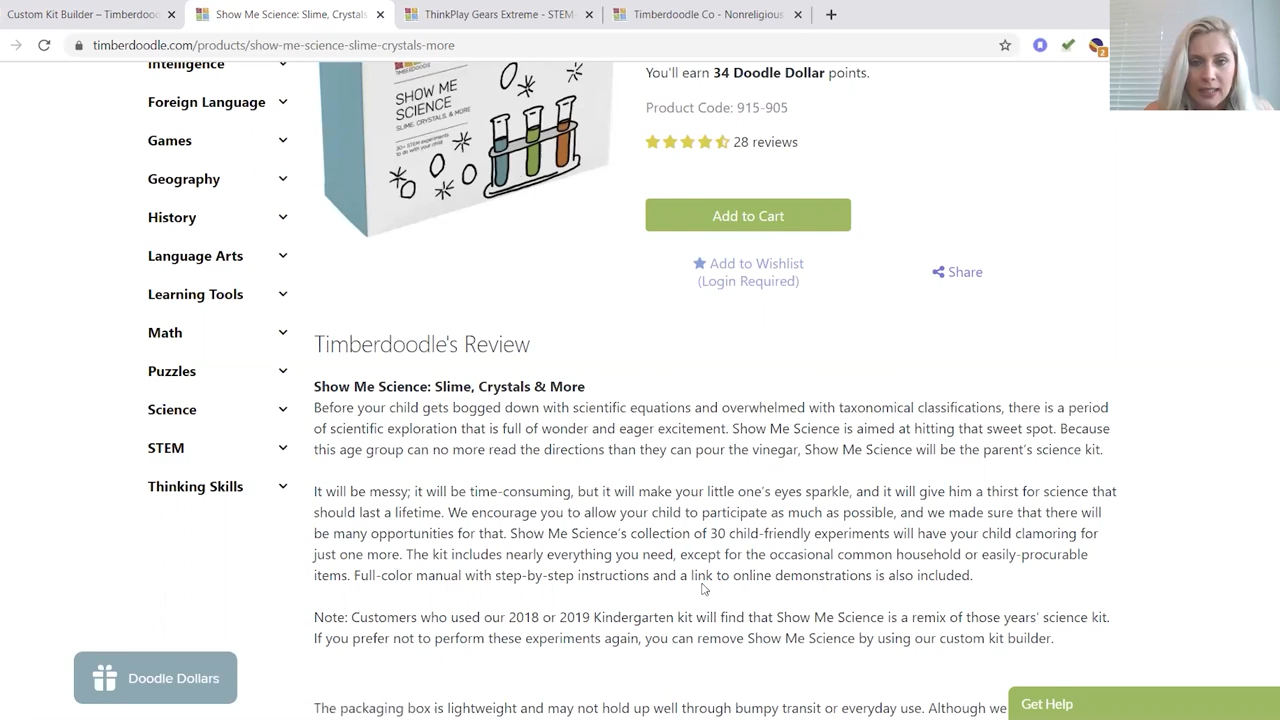 Custom Kit Builder – Timberdood
Show Me Science: Slime, Crystals
ThinkPlay Gears Extreme - STEM
Timberdoodle Co - Nonreligious
timberdoodle.com/products/show-me-science-slime-crystals-more
2
Intelligence
Foreign Language
Games
Geography
History
Language Arts
Learning Tools
Math
Puzzles
Science
STEM
Thinking Skills
SHOW ME
SCIENCE
SLIME, CRYSTALS, & MORE
30+ STEM experiments
to do with your child
You'll earn 34 Doodle Dollar points.
Product Code: 915-905
28 reviews
Add to Cart
Add to Wishlist
(Login Required)
Share
Timberdoodle's Review
Show Me Science: Slime, Crystals & More
Before your child gets bogged down with scientific equations and overwhelmed with taxonomical classifications, there is a period
of scientific exploration that is full of wonder and eager excitement. Show Me Science is aimed at hitting that sweet spot. Because
this age group can no more read the directions than they can pour the vinegar, Show Me Science will be the parent's science kit.
It will be messy; it will be time-consuming, but it will make your little one's eyes sparkle, and it will give him a thirst for science that
should last a lifetime. We encourage you to allow your child to participate as much as possible, and we made sure that there will
be many opportunities for that. Show Me Science's collection of 30 child-friendly experiments will have your child clamoring for
just one more. The kit includes nearly everything you need, except for the occasional common household or easily-procurable
items. Full-color manual with step-by-step instructions and a link to online demonstrations is also included.
Note: Customers who used our 2018 or 2019 Kindergarten kit will find that Show Me Science is a remix of those years' science kit.
If you prefer not to perform these experiments again, you can remove Show Me Science by using our custom kit builder.
The packaging box is lightweight and may not hold up well through bumpy transit or everyday use. Although we
Doodle Dollars
Get Help